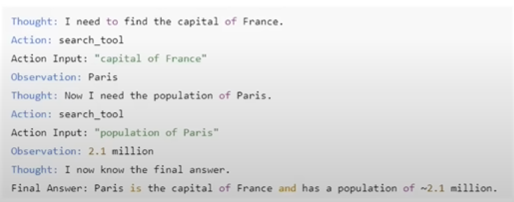 Thought: I need to find the capital of France.
Action: search_tool
Action Input: "capital of France"
Observation: Paris
Thought: Now I need the population of Paris.
Action: search_tool
Action Input: "population of Paris"
Observation: 2.1 million
Thought: I now know the final answer.
Final Answer: Paris is the capital of France and has a population of ~2.1 million.